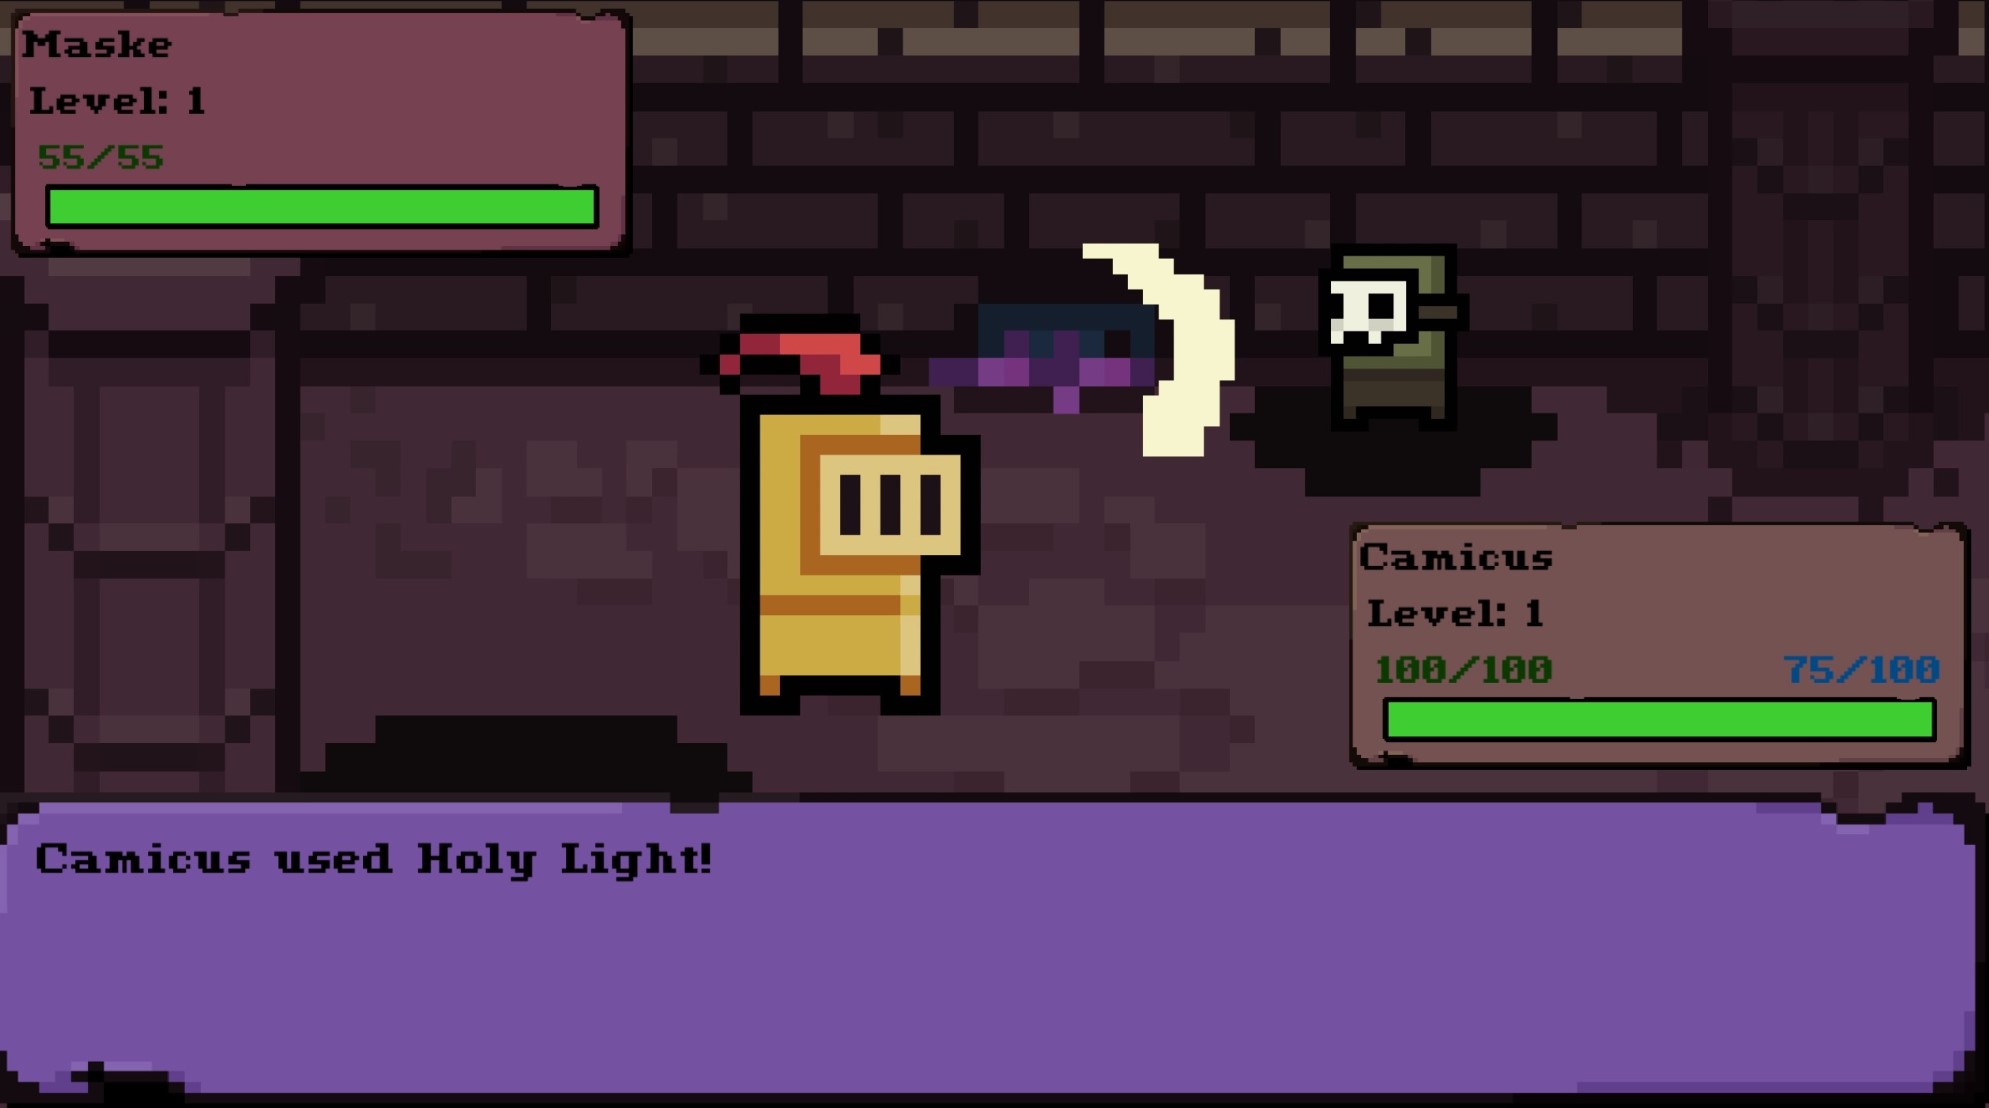 Maske
Level: 1
55/55
Camicus
Level: 1
100/100 75/100
Camicus used Holy Light!